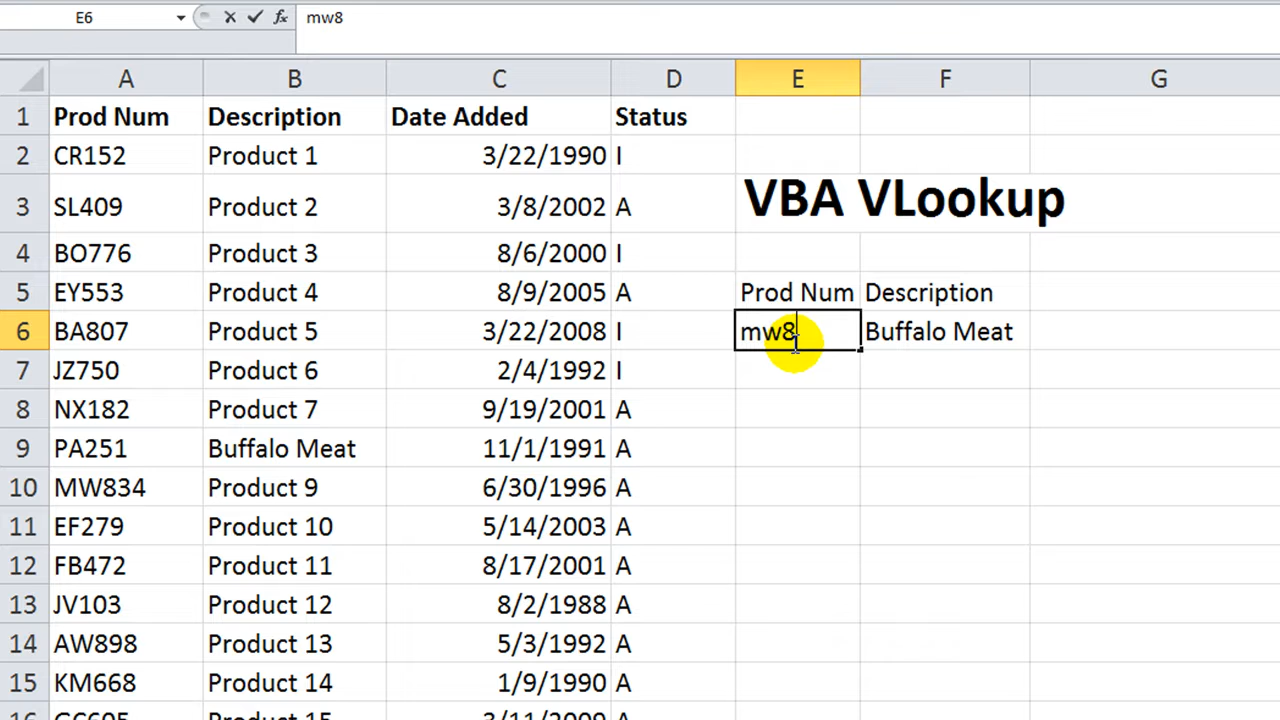 E6 fx mw8
A B C D E F G
1 Prod Num Description Date Added Status
2 CR152 Product 1 3/22/1990 I
3 SL409 Product 2 3/8/2002 A VBA VLookup
4 BO776 Product 3 8/6/2000 I
5 EY553 Product 4 8/9/2005 A Prod Num Description
6 BA807 Product 5 3/22/2008 I mw8 Buffalo Meat
7 JZ750 Product 6 2/4/1992 I
8 NX182 Product 7 9/19/2001 A
9 PA251 Buffalo Meat 11/1/1991 A
10 MW834 Product 9 6/30/1996 A
11 EF279 Product 10 5/14/2003 A
12 FB472 Product 11 8/17/2001 A
13 JV103 Product 12 8/2/1988 A
14 AW898 Product 13 5/3/1992 A
15 KM668 Product 14 1/9/1990 A